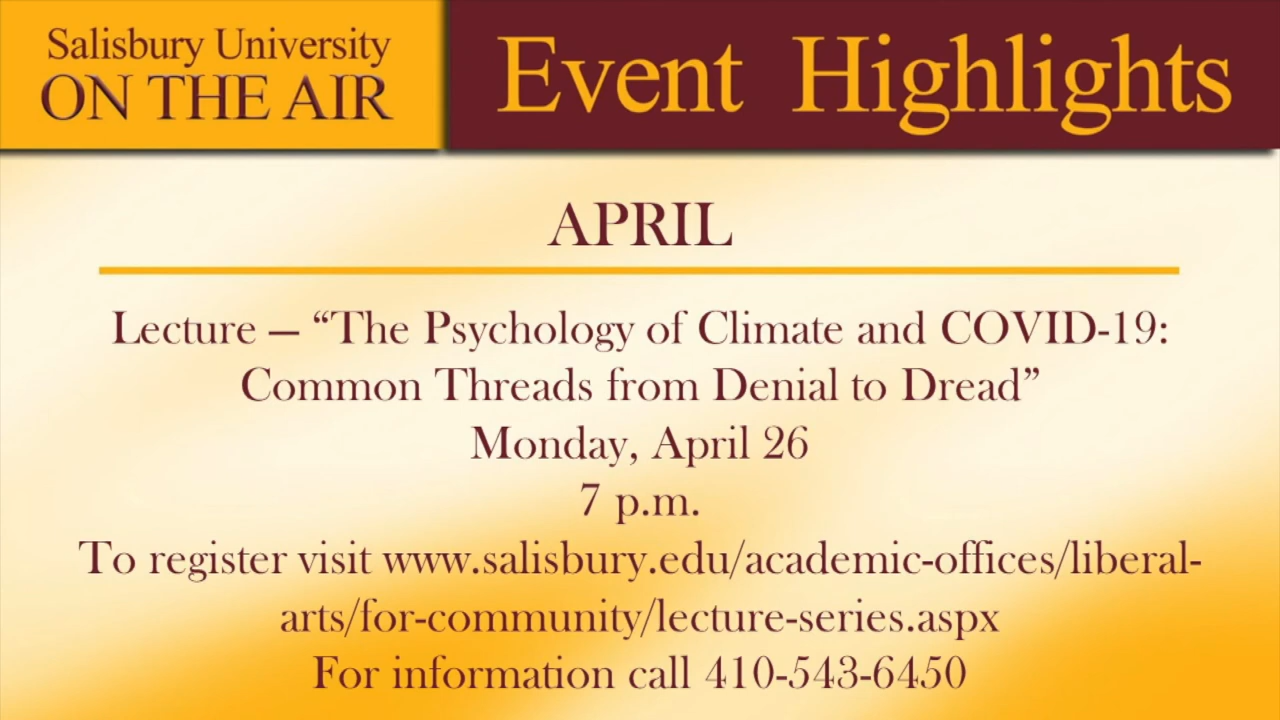 Salisbury University
ON THE AIR
Event Highlights
APRIL
Lecture – “The Psychology of Climate and COVID-19:
Common Threads from Denial to Dread”
Monday, April 26
7 p.m.
To register visit www.salisbury.edu/academic-offices/liberal-
arts/for-community/lecture-series.aspx
For information call 410-543-6450